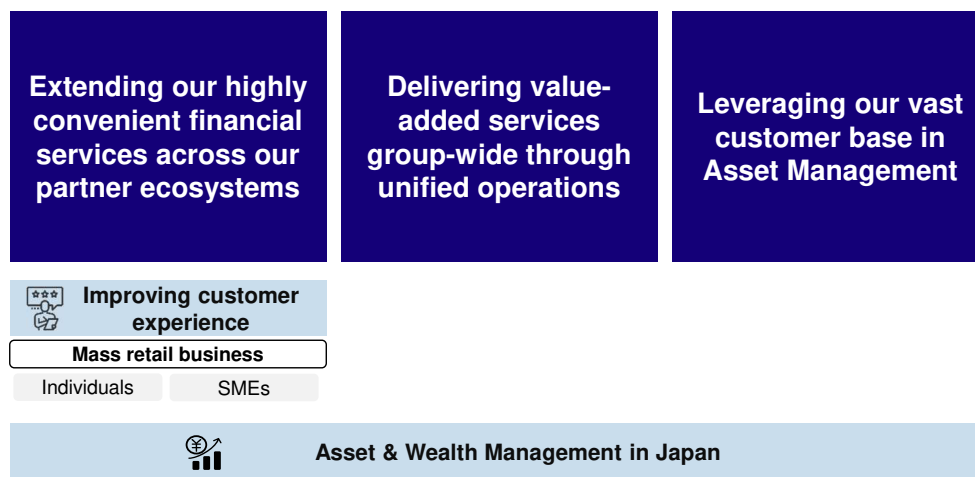 Extending our highly
convenient financial
services across our
partner ecosystems
Delivering value-
added services
group-wide through
unified operations
Leveraging our vast
customer base in
Asset Management
Improving customer
experience
Mass retail business
Individuals
SMEs
¥
Asset & Wealth Management in Japan